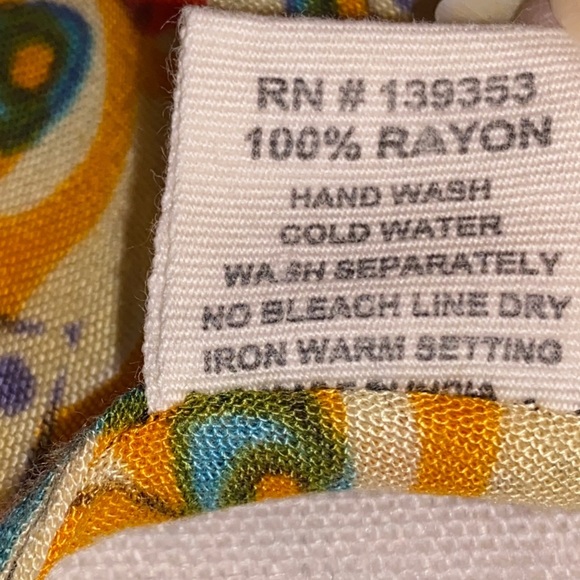 RN # 139353
100% RAYON
HAND WASH
COLD WATER
WASH SEPARATELY
NO BLEACH LINE DRY
IRON WARM SETTING